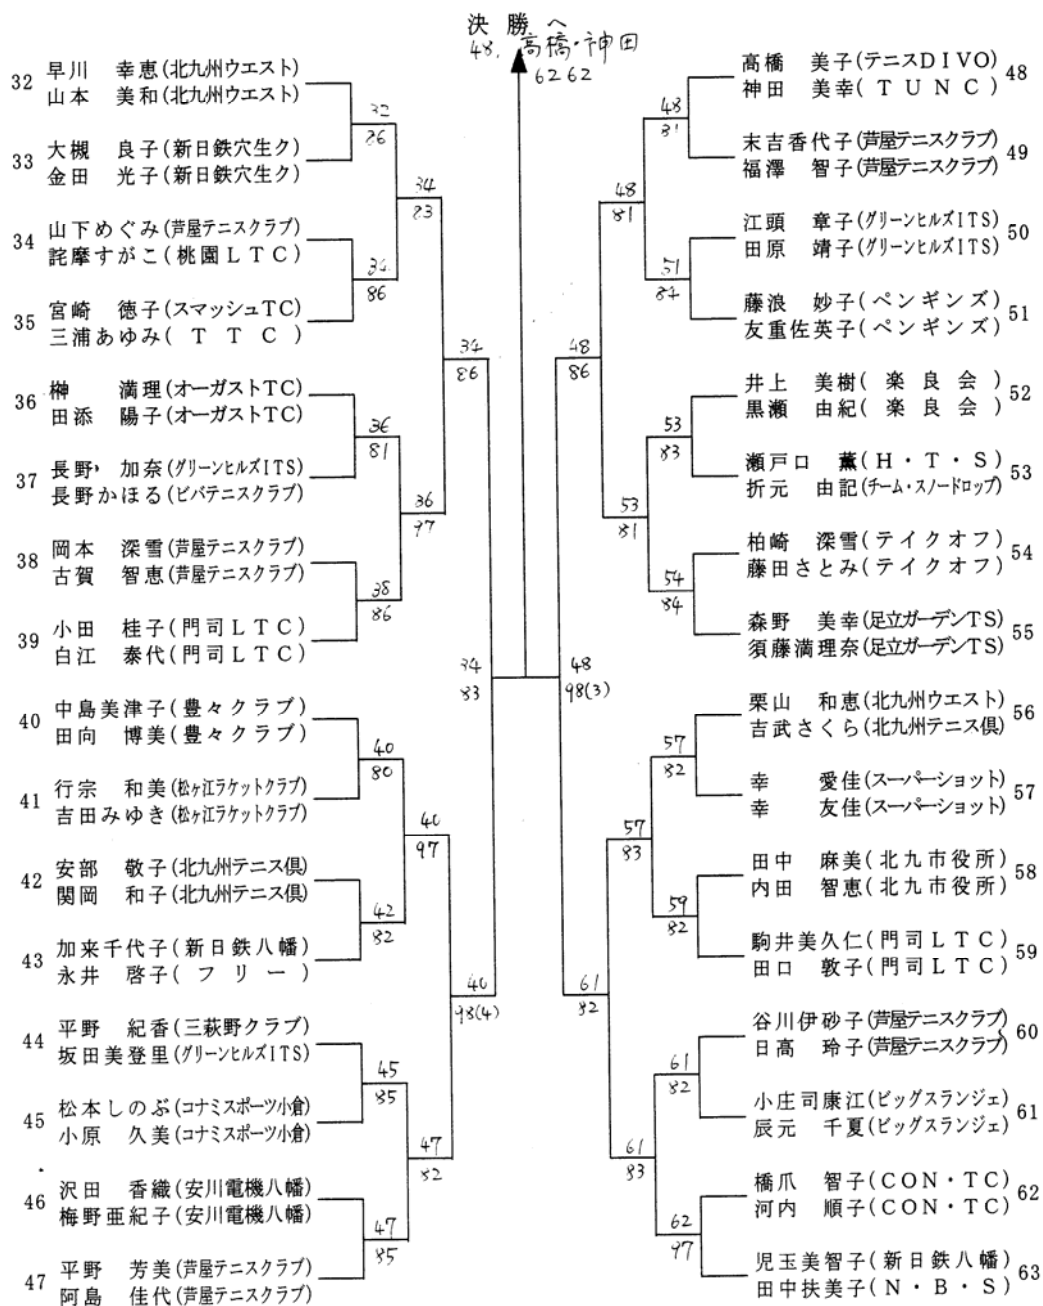 決勝へ
48. 高橋・神田
62 62
32 早川 幸恵(北九州ウエスト)
山本 美和(北九州ウエスト)
32
86
33 大槻 良子(新日鉄穴生ク)
金田 光子(新日鉄穴生ク)
34
83
34 山下めぐみ(芦屋テニスクラブ)
詫摩すがこ(桃園LTC)
34
86
35 宮崎 徳子(スマッシュTC)
三浦あゆみ(TTC)
34
86
36 榊 満理(オーガストTC)
田添 陽子(オーガストTC)
36
81
37 長野 加奈(グリーンヒルズITS)
長野かほる(ビバテニスクラブ)
36
97
38 岡本 深雪(芦屋テニスクラブ)
古賀 智恵(芦屋テニスクラブ)
38
86
39 小田 桂子(門司LTC)
白江 泰代(門司LTC)
34
83
40 中島美津子(豊々クラブ)
田向 博美(豊々クラブ)
40
80
41 行宗 和美(松ヶ江ラケットクラブ)
吉田みゆき(松ヶ江ラケットクラブ)
40
97
42 安部 敬子(北九州テニス倶)
関岡 和子(北九州テニス倶)
42
82
43 加来千代子(新日鉄八幡)
永井 啓子(フリー)
40
98(4)
44 平野 紀香(三萩野クラブ)
坂田美登里(グリーンヒルズITS)
45
85
45 松本しのぶ(コナミスポーツ小倉)
小原 久美(コナミスポーツ小倉)
47
82
46 沢田 香織(安川電機八幡)
梅野亜紀子(安川電機八幡)
47
85
47 平野 芳美(芦屋テニスクラブ)
阿島 佳代(芦屋テニスクラブ)
高橋 美子(テニスDIVO) 48
神田 美幸(TUNC)
48
81
末吉香代子(芦屋テニスクラブ) 49
福澤 智子(芦屋テニスクラブ)
48
81
江頭 章子(グリーンヒルズITS) 50
田原 靖子(グリーンヒルズITS)
51
84
藤浪 妙子(ペンギンズ) 51
友重佐英子(ペンギンズ)
48
86
井上 美樹(楽良会) 52
黒瀬 由紀(楽良会)
53
83
瀬戸口 薫(H・T・S) 53
折元 由記(チーム・スノードロップ)
53
81
柏崎 深雪(テイクオフ) 54
藤田さとみ(テイクオフ)
54
84
森野 美幸(足立ガーデンTS) 55
須藤満理奈(足立ガーデンTS)
48
98(3)
栗山 和恵(北九州ウエスト) 56
吉武さくら(北九州テニス倶)
57
82
幸 愛佳(スーパーショット) 57
幸 友佳(スーパーショット)
57
83
田中 麻美(北九市役所) 58
内田 智恵(北九市役所)
59
82
駒井美久仁(門司LTC) 59
田口 敦子(門司LTC)
61
82
谷川伊砂子(芦屋テニスクラブ) 60
日高 玲子(芦屋テニスクラブ)
61
82
小庄司康江(ビッグスランジェ) 61
辰元 千夏(ビッグスランジェ)
61
83
橋爪 智子(CON・TC) 62
河内 順子(CON・TC)
62
97
児玉美智子(新日鉄八幡) 63
田中扶美子(N・B・S)